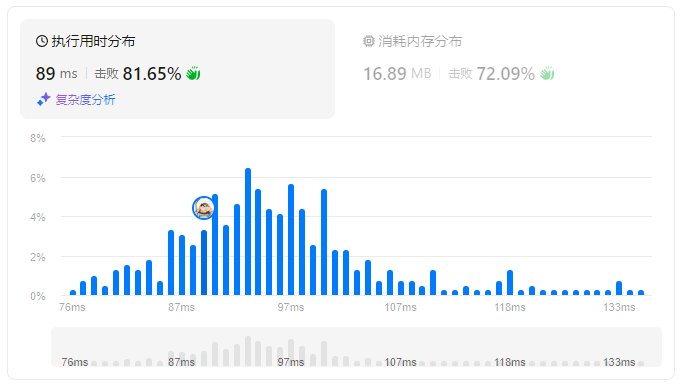 执行用时分布
89 ms 击败 81.65%
复杂度分析
消耗内存分布
16.89 MB 击败 72.09%
8%
6%
4%
2%
0%
76ms 87ms 97ms 107ms 118ms 133ms
76ms 87ms 97ms 107ms 118ms 133ms